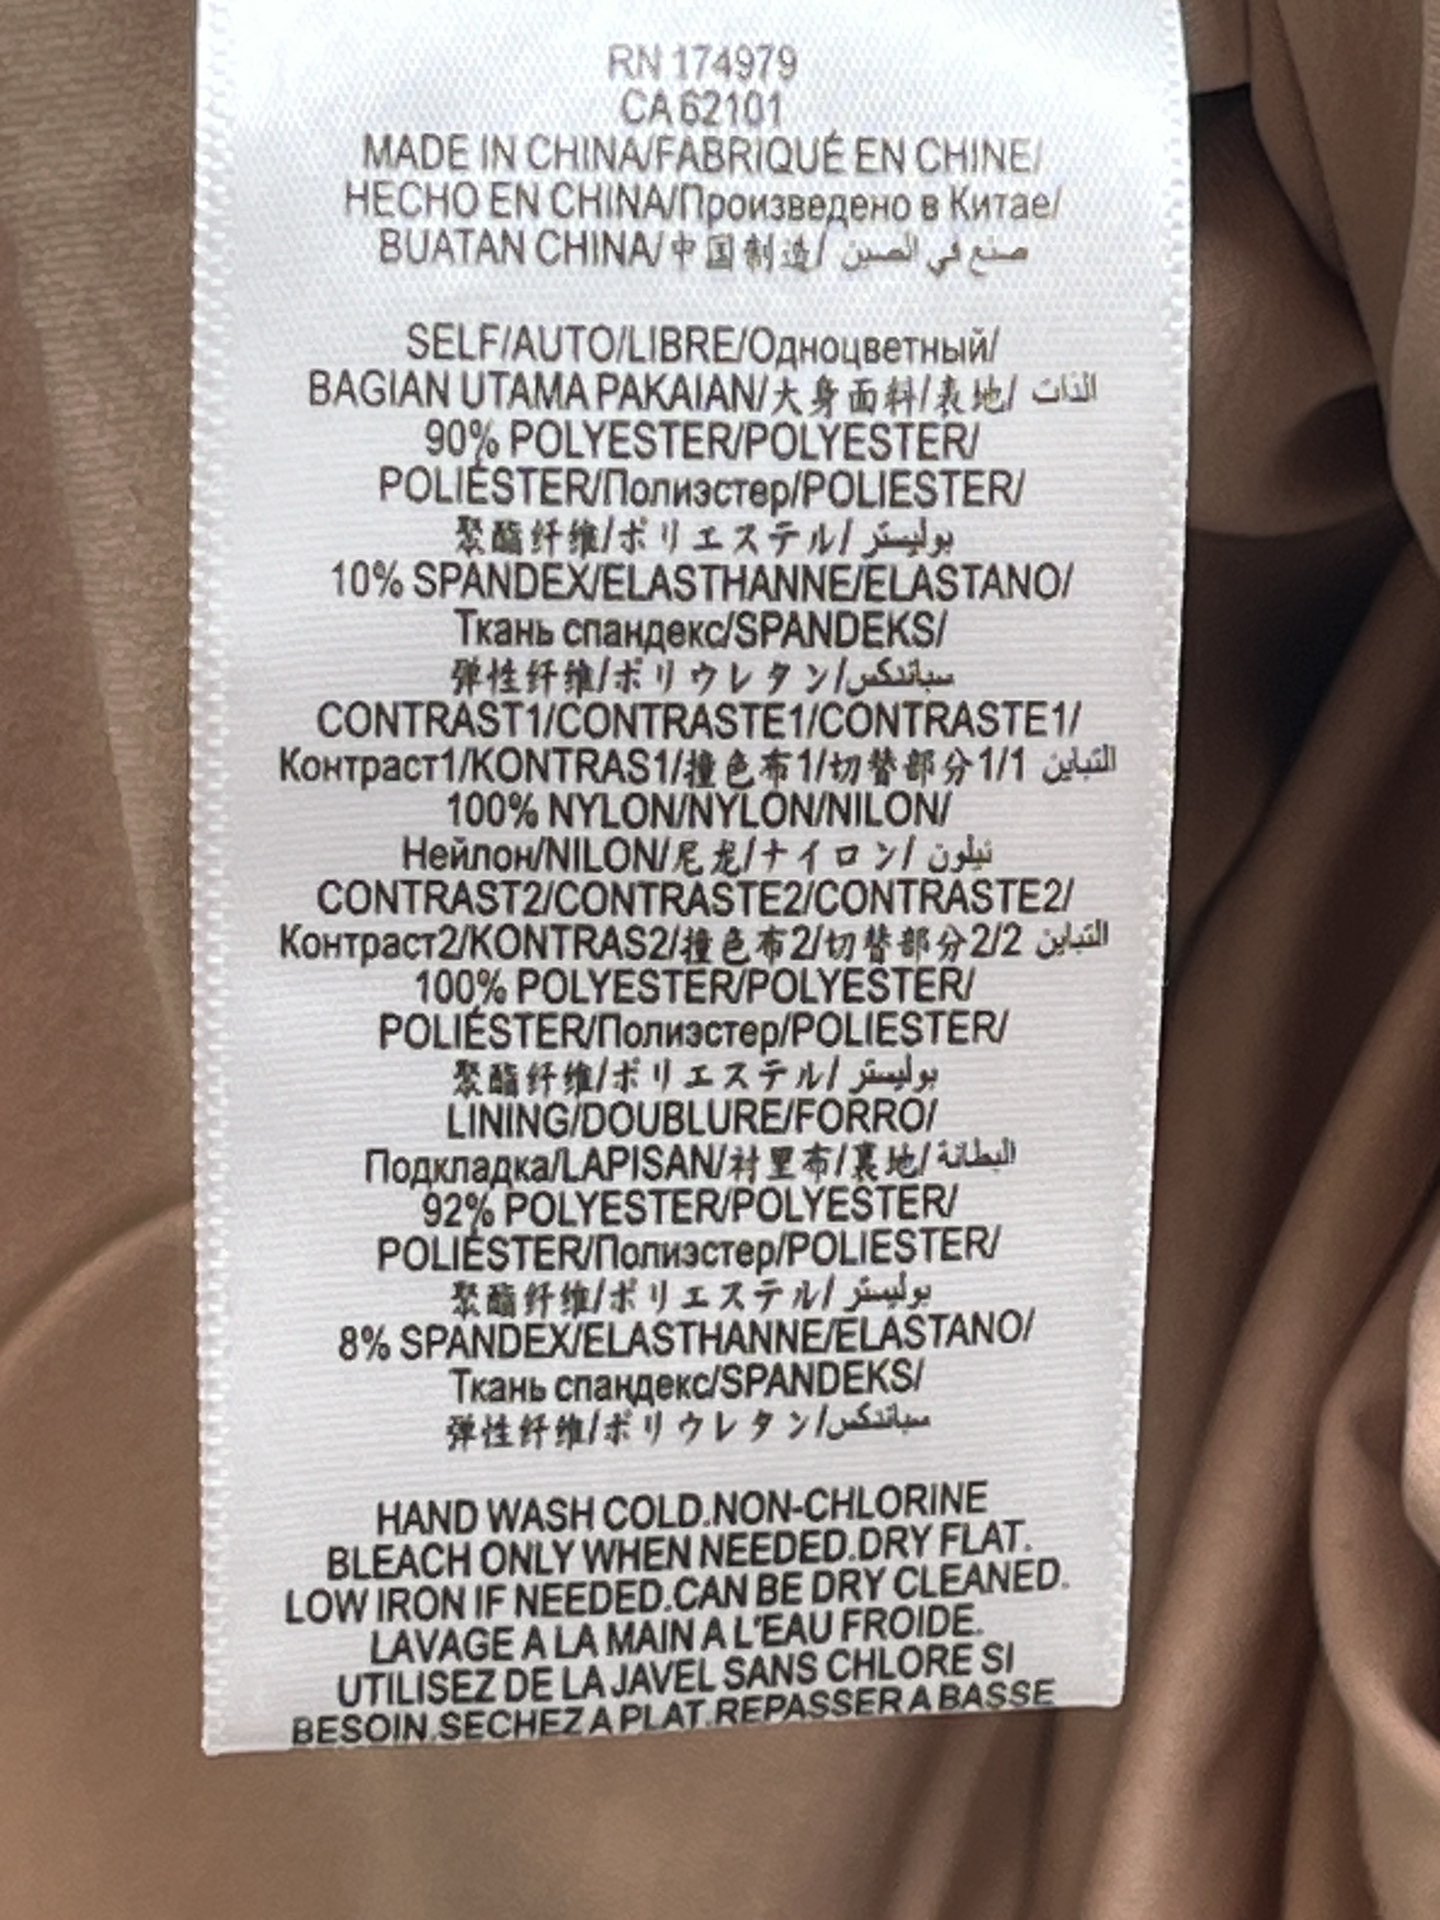 RN 174979
CA 62101
MADE IN CHINA/FABRIQUÉ EN CHINE/
HECHO EN CHINA/Произведено в Китае/
BUATAN CHINA/中国制造/ صنع في الصين
SELF/AUTO/LIBRE/Одноцветный/
BAGIAN UTAMA PAKAIAN/大身面料/表地/ الذات
90% POLYESTER/POLYESTER/
POLIÉSTER/Полиэстер/POLIESTER/
聚酯纤维/ポリエステル/ بوليستر
10% SPANDEX/ELASTHANNE/ELASTANO/
Ткань спандекс/SPANDEKS/
弹性纤维/ポリウレタン/سباندكس
CONTRAST1/CONTRASTE1/CONTRASTE1/
Контраст1/KONTRAS1/撞色布1/切替部分1/1 التباين
100% NYLON/NYLON/NILON/
Нейлон/NILON/尼龙/ナイロン/ نيلون
CONTRAST2/CONTRASTE2/CONTRASTE2/
Контраст2/KONTRAS2/撞色布2/切替部分2/2 التباين
100% POLYESTER/POLYESTER/
POLIÉSTER/Полиэстер/POLIESTER/
聚酯纤维/ポリエステル/ بوليستر
LINING/DOUBLURE/FORRO/
Подкладка/LAPISAN/衬里布/裏地/ البطانة
92% POLYESTER/POLYESTER/
POLIÉSTER/Полиэстер/POLIESTER/
聚酯纤维/ポリエステル/ بوليستر
8% SPANDEX/ELASTHANNE/ELASTANO/
Ткань спандекс/SPANDEKS/
弹性纤维/ポリウレタン/سباندكس
HAND WASH COLD.NON-CHLORINE
BLEACH ONLY WHEN NEEDED.DRY FLAT.
LOW IRON IF NEEDED.CAN BE DRY CLEANED.
LAVAGE A LA MAIN A L'EAU FROIDE.
UTILISEZ DE LA JAVEL SANS CHLORE SI
BESOIN.SECHEZ A PLAT.REPASSER A BASSE